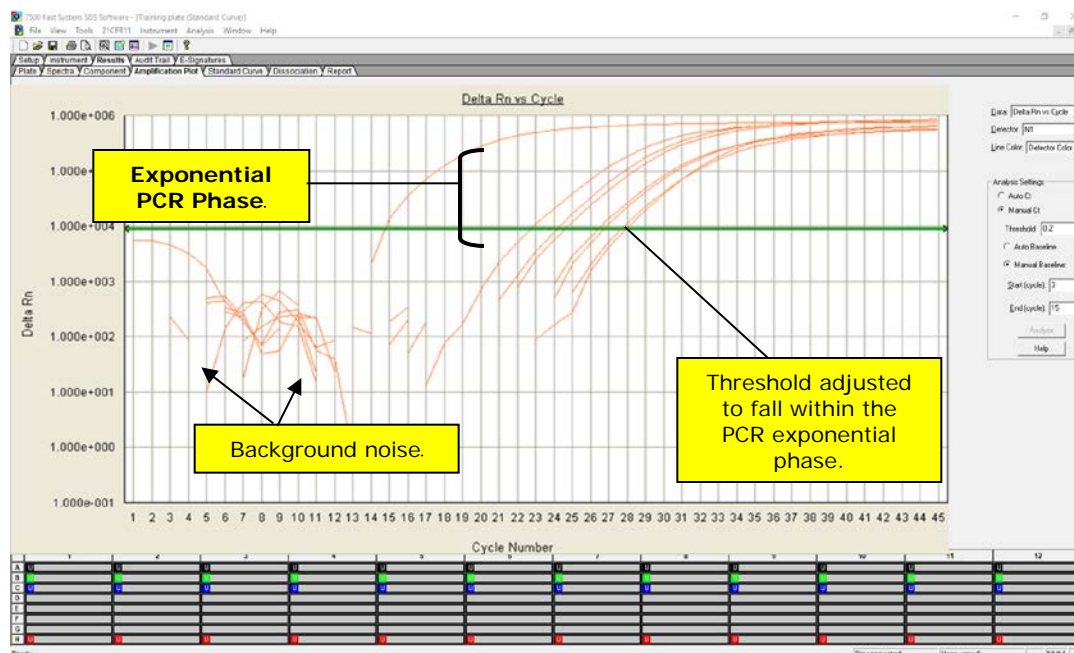 7500 Fast System SDS Software - [Training plate (Standard Curve)]
File View Tools 21CFR11 Instrument Analysis Window Help
Setup Instrument Results Audit Trail E-Signatures
Plate Spectra Component Amplification Plot Standard Curve Dissociation Report
Delta Rn vs Cycle
1.000e+006
1.000e
1.000e+004
1.000e+003
1.000e+002
1.000e+001
1.000e+000
1.000e-001
Delta Rn
Exponential
PCR Phase.
Background noise.
Threshold adjusted
to fall within the
PCR exponential
phase.
1 2 3 4 5 6 7 8 9 10 11 12 13 14 15 16 17 18 19 20 21 22 23 24 25 26 27 28 29 30 31 32 33 34 35 36 37 38 39 40 41 42 43 44 45
Cycle Number
Data: Delta Rn vs Cycle
Detector: N1
Line Color: Detector Color
Analysis Settings
Auto Ct
Manual Ct
Threshold: 0.2
Auto Baseline
Manual Baseline:
Start (cycle): 3
End (cycle): 15
Analyze
Help
1 2 3 4 5 6 7 8 9 10 11 12
A U U U U U U U U U U U
B
C U U U U U U U U U U U
D
E
F
G
H U U U U U U U U U U U